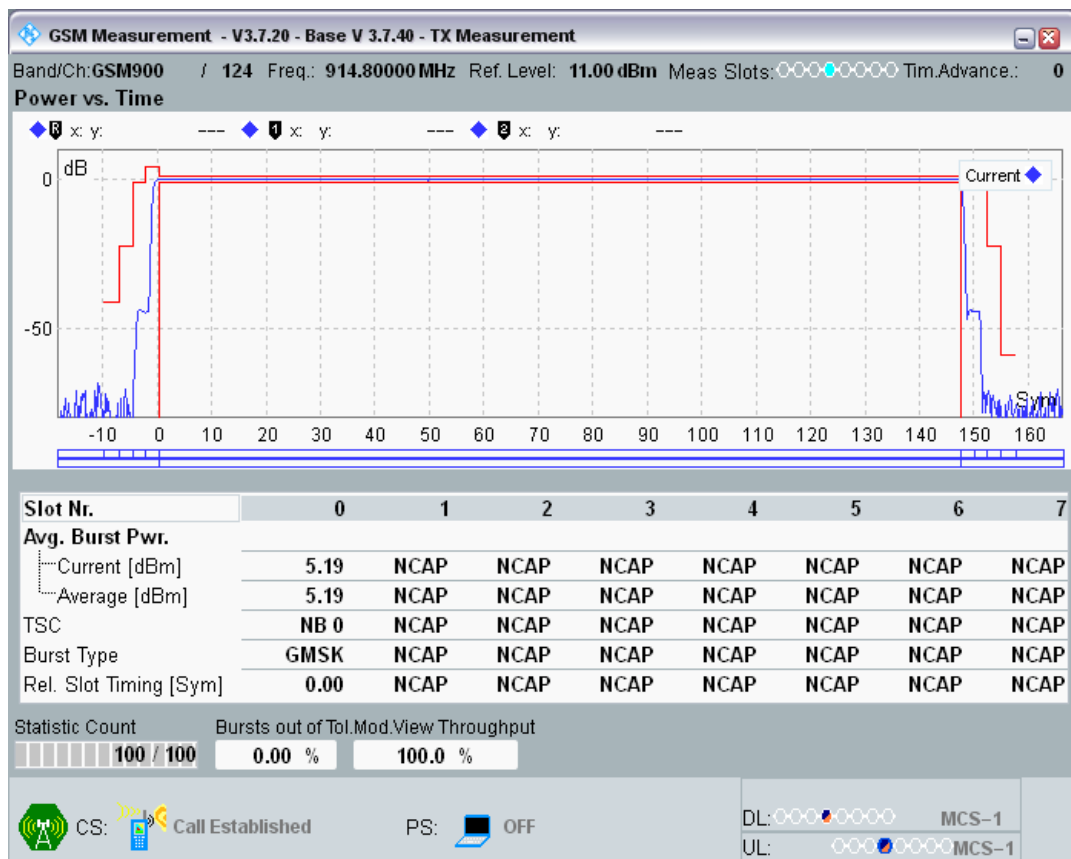 GSM Measurement - V3.7.20 - Base V 3.7.40 - TX Measurement
Band/Ch:GSM900 / 124 Freq.: 914.80000 MHz Ref. Level: 11.00 dBm Meas Slots: Tim.Advance.: 0
Power vs. Time
R x: y: --- 1 x: y: --- 2 x: y: ---
dB
Current
0
-50
Sym
-10 0 10 20 30 40 50 60 70 80 90 100 110 120 130 140 150 160
Slot Nr. 0 1 2 3 4 5 6 7
Avg. Burst Pwr.
Current [dBm] 5.19 NCAP NCAP NCAP NCAP NCAP NCAP NCAP
Average [dBm] 5.19 NCAP NCAP NCAP NCAP NCAP NCAP NCAP
TSC NB 0 NCAP NCAP NCAP NCAP NCAP NCAP NCAP
Burst Type GMSK NCAP NCAP NCAP NCAP NCAP NCAP NCAP
Rel. Slot Timing [Sym] 0.00 NCAP NCAP NCAP NCAP NCAP NCAP NCAP
Statistic Count Bursts out of Tol.Mod.View Throughput
100 / 100 0.00 % 100.0 %
CS: Call Established PS: OFF DL: MCS-1
UL: MCS-1